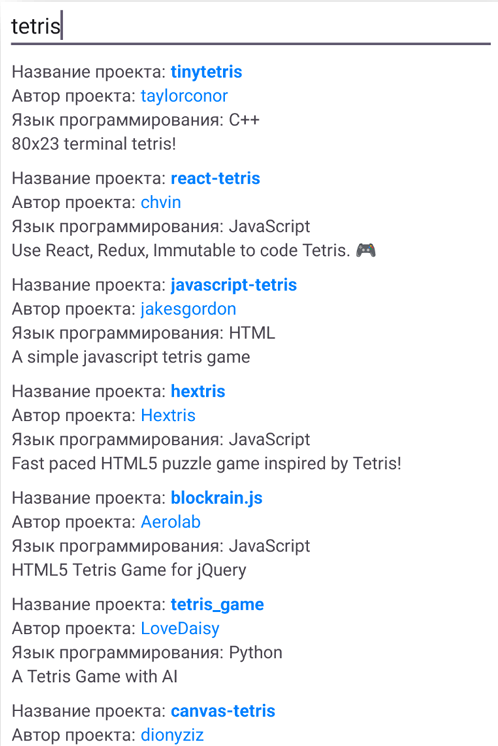 tetris
Название проекта: tinytetris
Автор проекта: taylorconor
Язык программирования: C++
80x23 terminal tetris!
Название проекта: react-tetris
Автор проекта: chvin
Язык программирования: JavaScript
Use React, Redux, Immutable to code Tetris. 🎮
Название проекта: javascript-tetris
Автор проекта: jakesgordon
Язык программирования: HTML
A simple javascript tetris game
Название проекта: hextris
Автор проекта: Hextris
Язык программирования: JavaScript
Fast paced HTML5 puzzle game inspired by Tetris!
Название проекта: blockrain.js
Автор проекта: Aerolab
Язык программирования: JavaScript
HTML5 Tetris Game for jQuery
Название проекта: tetris_game
Автор проекта: LoveDaisy
Язык программирования: Python
A Tetris Game with AI
Название проекта: canvas-tetris
Автор проекта: dionyziz